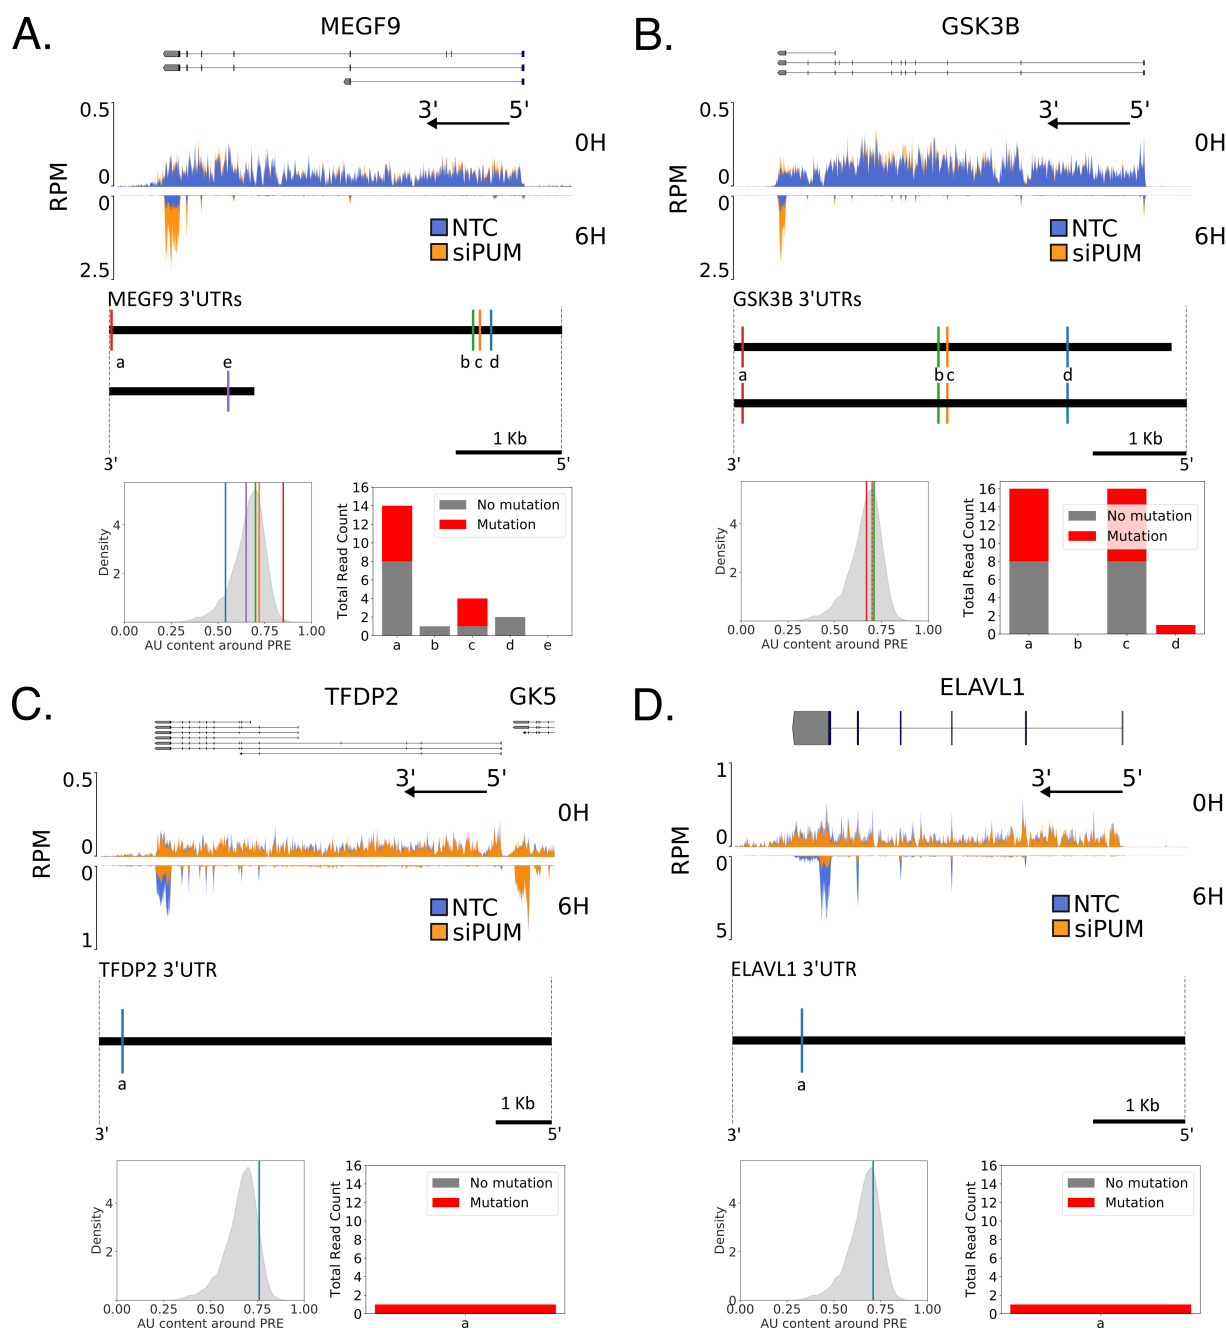 A.
MEGF9
3' 5'
0.5
0
0
2.5
RPM
0H
6H
NTC
siPUM
MEGF9 3'UTRs
a e b c d
1 Kb
3' 5'
Density
4
2
0.00 0.25 0.50 0.75 1.00
AU content around PRE
Total Read Count
16
14
12
10
8
6
4
2
0
No mutation
Mutation
a b c d e
B.
GSK3B
3' 5'
0.5
0
0
2.5
RPM
0H
6H
NTC
siPUM
GSK3B 3'UTRs
a b c d
1 Kb
3' 5'
Density
4
2
0.00 0.25 0.50 0.75 1.00
AU content around PRE
Total Read Count
16
14
12
10
8
6
4
2
0
No mutation
Mutation
a b c d
C.
TFDP2 GK5
3' 5'
0.5
0
0
1
RPM
0H
6H
NTC
siPUM
TFDP2 3'UTR
a
1 Kb
3' 5'
Density
4
2
0
0.00 0.25 0.50 0.75 1.00
AU content around PRE
Total Read Count
16
14
12
10
8
6
4
2
0
No mutation
Mutation
a
D.
ELAVL1
3' 5'
1
0
0
5
RPM
0H
6H
NTC
siPUM
ELAVL1 3'UTR
a
1 Kb
3' 5'
Density
4
2
0
0.00 0.25 0.50 0.75 1.00
AU content around PRE
Total Read Count
16
14
12
10
8
6
4
2
0
No mutation
Mutation
a